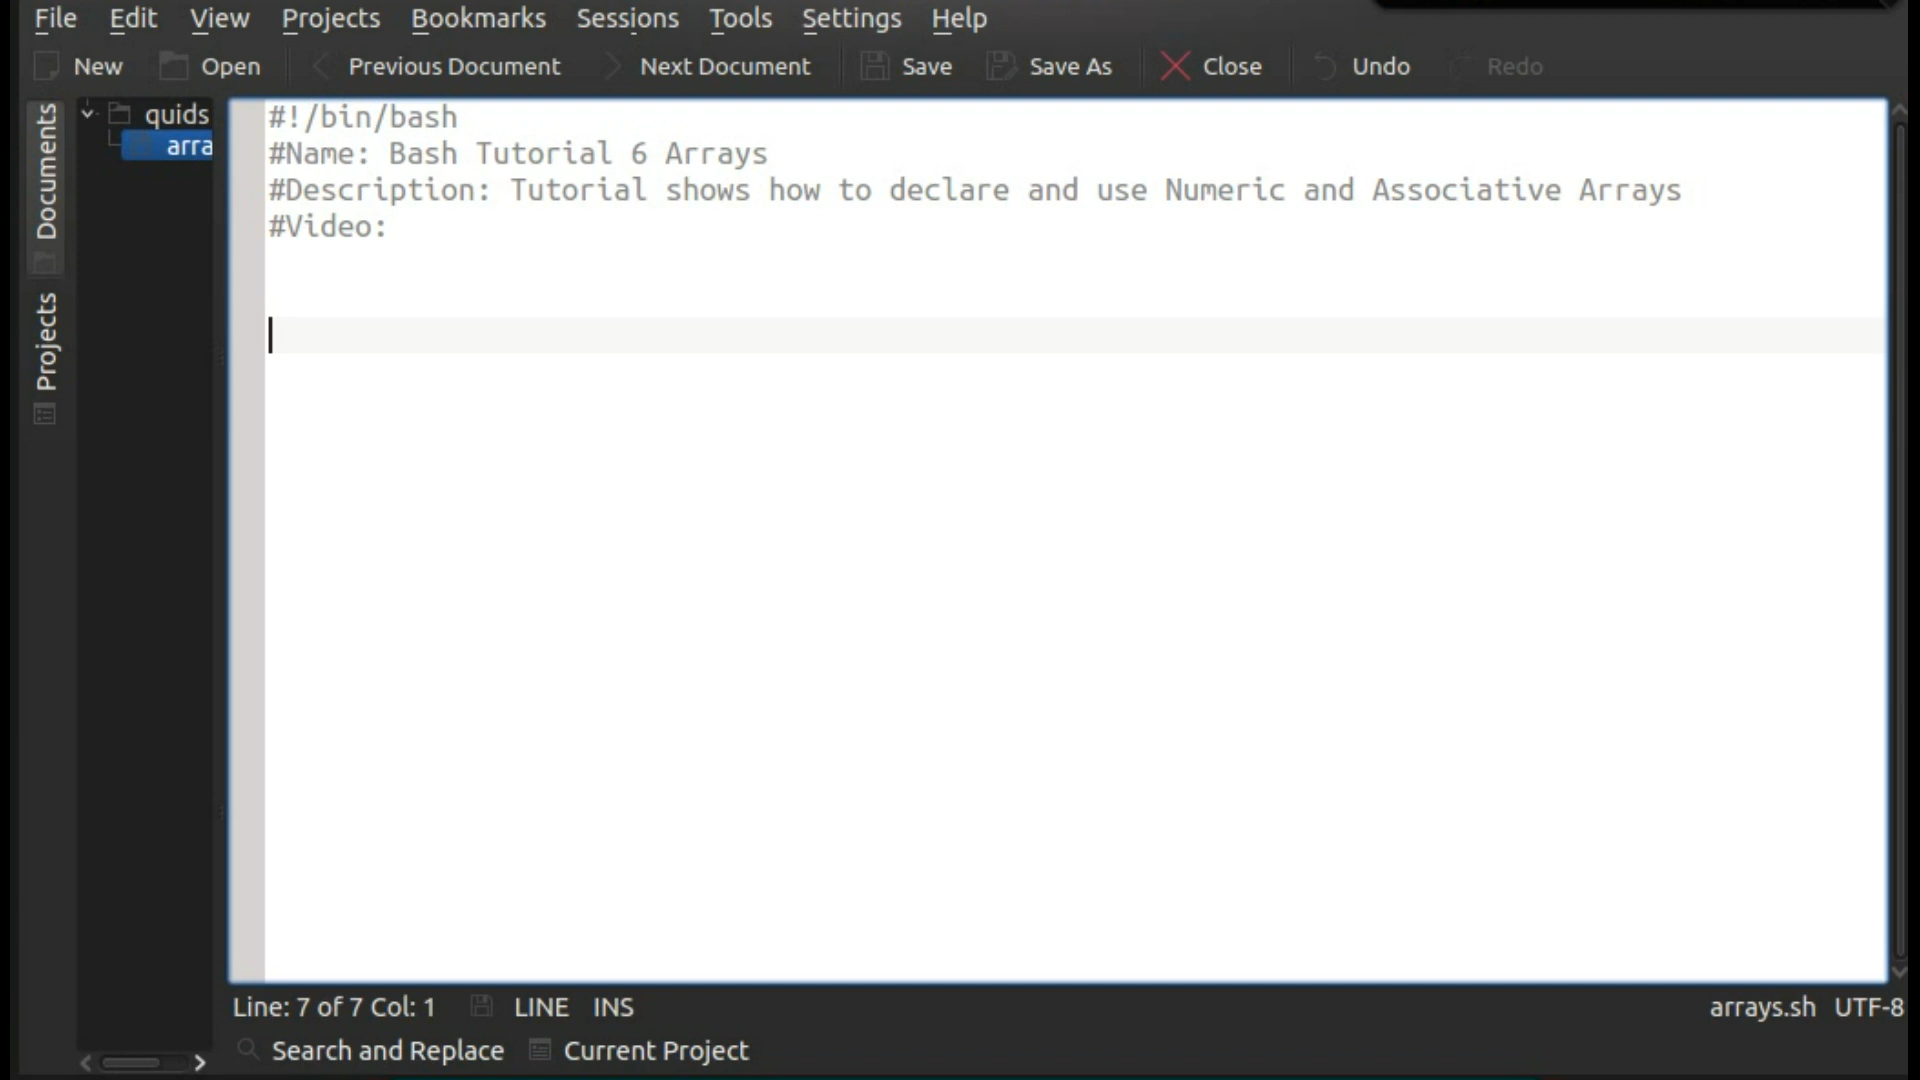 File Edit View Projects Bookmarks Sessions Tools Settings Help
New Open Previous Document Next Document Save Save As Close Undo Redo
Documents
Projects
quids
arra
#!/bin/bash
#Name: Bash Tutorial 6 Arrays
#Description: Tutorial shows how to declare and use Numeric and Associative Arrays
#Video:
Line: 7 of 7 Col: 1 LINE INS arrays.sh UTF-8
Search and Replace Current Project